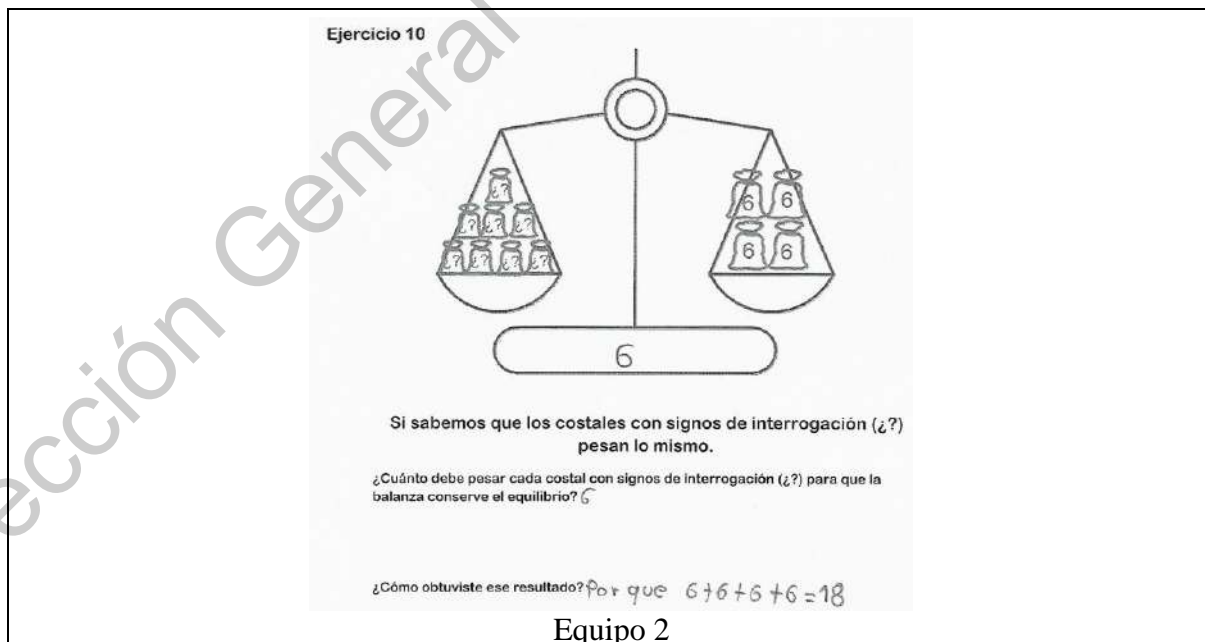 Ejercicio 10
¿?
¿? ¿? ¿?
¿? ¿? ¿? ¿?
6 6
6 6
6
Si sabemos que los costales con signos de interrogación (¿?)
pesan lo mismo.
¿Cuánto debe pesar cada costal con signos de interrogación (¿?) para que la
balanza conserve el equilibrio? 6
¿Cómo obtuviste ese resultado? Por que 6+6+6+6=18
Equipo 2
ección General